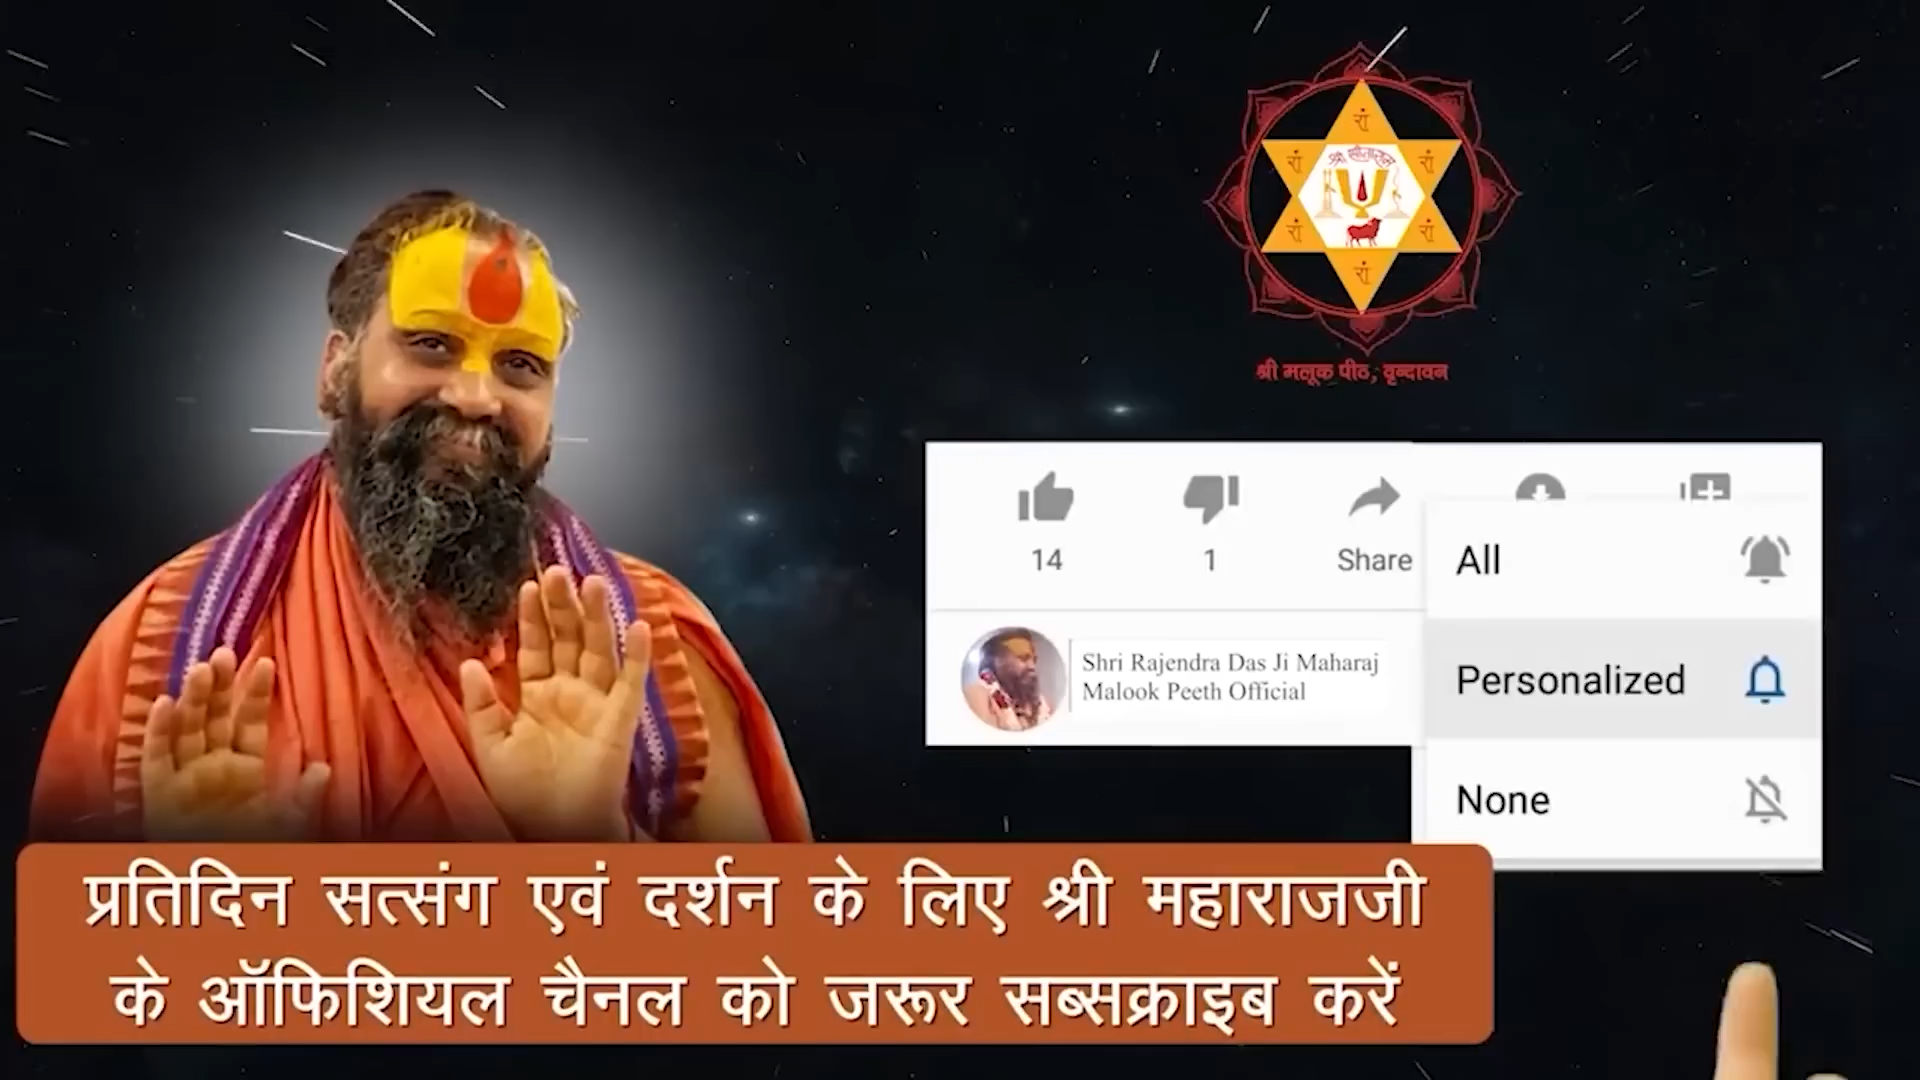 रां
रां
रां
श्री सीताराम
रां
रां
रां
श्री मलूक पीठ, वृन्दावन
14
1
Share
All
Personalized
None
Shri Rajendra Das Ji Maharaj
Malook Peeth Official
प्रतिदिन सत्संग एवं दर्शन के लिए श्री महाराजजी
के ऑफिशियल चैनल को जरूर सब्सक्राइब करें